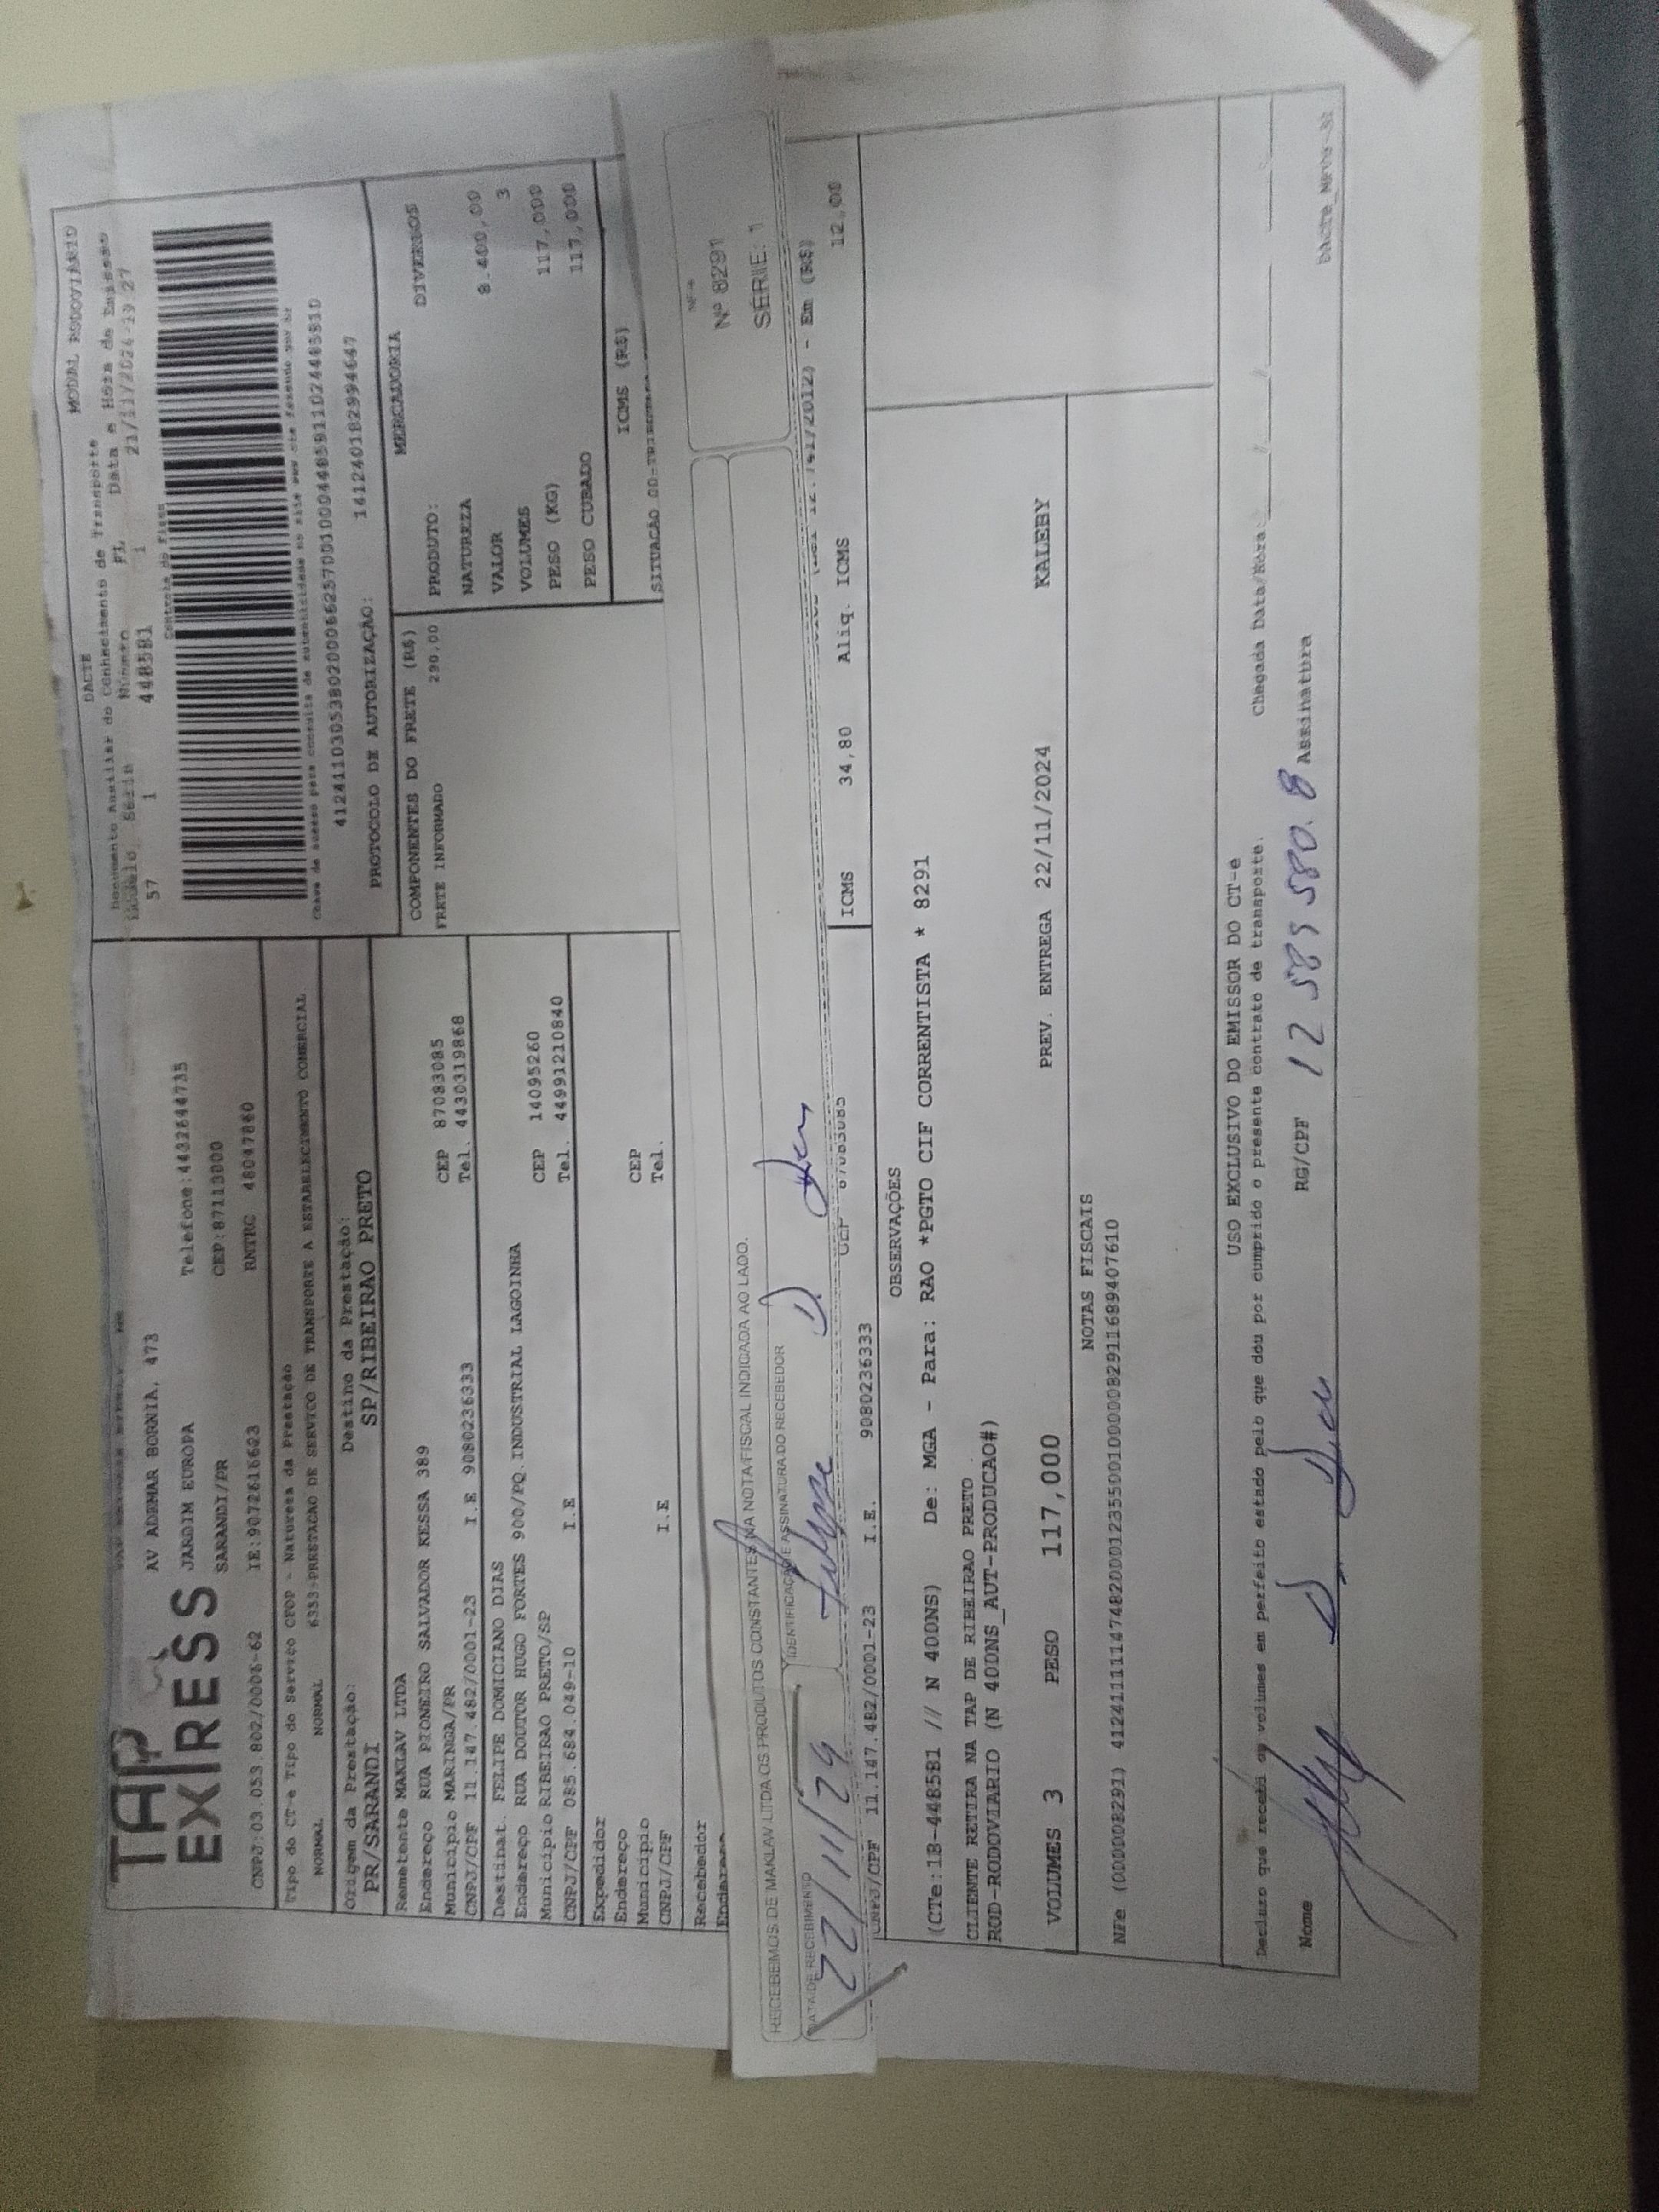 TAP
EXPRESS
AV ADEMAR BORNIA, 473
JARDIM EUROPA Telefone:4432644735
SARANDI/PR CEP:87113000
CNPJ:03.053.802/0006-62 IE:9072616623 RNTRC 48047860
Tipo do CT-e Tipo do Serviço CFOP - Natureza da Prestação
NORMAL NORMAL 6353-PRESTACAO DE SERVICO DE TRANSPORTE A ESTABELECIMENTO COMERCIAL
Origem da Prestação: Destino da Prestação:
PR/SARANDI SP/RIBEIRAO PRETO
DACTE MODAL RODOVIÁRIO
Documento Auxiliar do Conhecimento de Transporte
Modelo Série Número FL Data e Hora de Emissão
57 1 448581 1 21/11/2024-19:27
Controle do Fisco
PROTOCOLO DE AUTORIZAÇÃO: 141240182994647
Remetente MAKLAV LTDA
Endereço RUA PIONEIRO SALVADOR KESSA 389
Município MARINGA/PR CEP 87083085
CNPJ/CPF 11.147.482/0001-23 I.E 9080236333 Tel. 4430319868
Destinat. FELIPE DOMICIANO DIAS
Endereço RUA DOUTOR HUGO FORTES 900/PQ.INDUSTRIAL LAGOINHA
Município RIBEIRAO PRETO/SP CEP 14095260
CNPJ/CPF 085.684.049-10 I.E Tel. 44991210840
Expedidor
Endereço
Município CEP
CNPJ/CPF I.E Tel.
Recebedor
Endereço
COMPONENTES DO FRETE (R$)
FRETE INFORMADO 290,00
MERCADORIA
PRODUTO: DIVERSOS
NATUREZA
VALOR 8.400,00
VOLUMES 3
PESO (KG) 117,000
PESO CUBADO 117,000
ICMS (R$)
RECEBEMOS DE MAKLAV LTDA OS PRODUTOS CONSTANTES NA NOTA FISCAL INDICADA AO LADO.
DATA DE RECEBIMENTO IDENTIFICAÇÃO E ASSINATURA DO RECEBEDOR
22/11/24
NF-e
Nº 8291
SÉRIE: 1
CNPJ/CPF 11.147.482/0001-23 I.E. 9080236333 CEP 87083085
ICMS 34,80 Aliq. ICMS 12.00
OBSERVAÇÕES
(CTe:1B-448581 // N 40DNS) De: MGA - Para: RAO *PGTO CIF CORRENTISTA * 8291
CLIENTE RETIRA NA TAP DE RIBEIRAO PRETO
ROD-RODOVIARIO (N 40DNS_AUT-PRODUCAO#)
VOLUMES 3 PESO 117,000 PREV. ENTREGA 22/11/2024 KALEBY
NOTAS FISCAIS
USO EXCLUSIVO DO EMISSOR DO CT-e
Declaro que recebi os volumes em perfeito estado pelo que dou por cumprido o presente contrato de transporte. Chegada Data/Hora
Nome RG/CPF 12 585 580.8 Assinatura